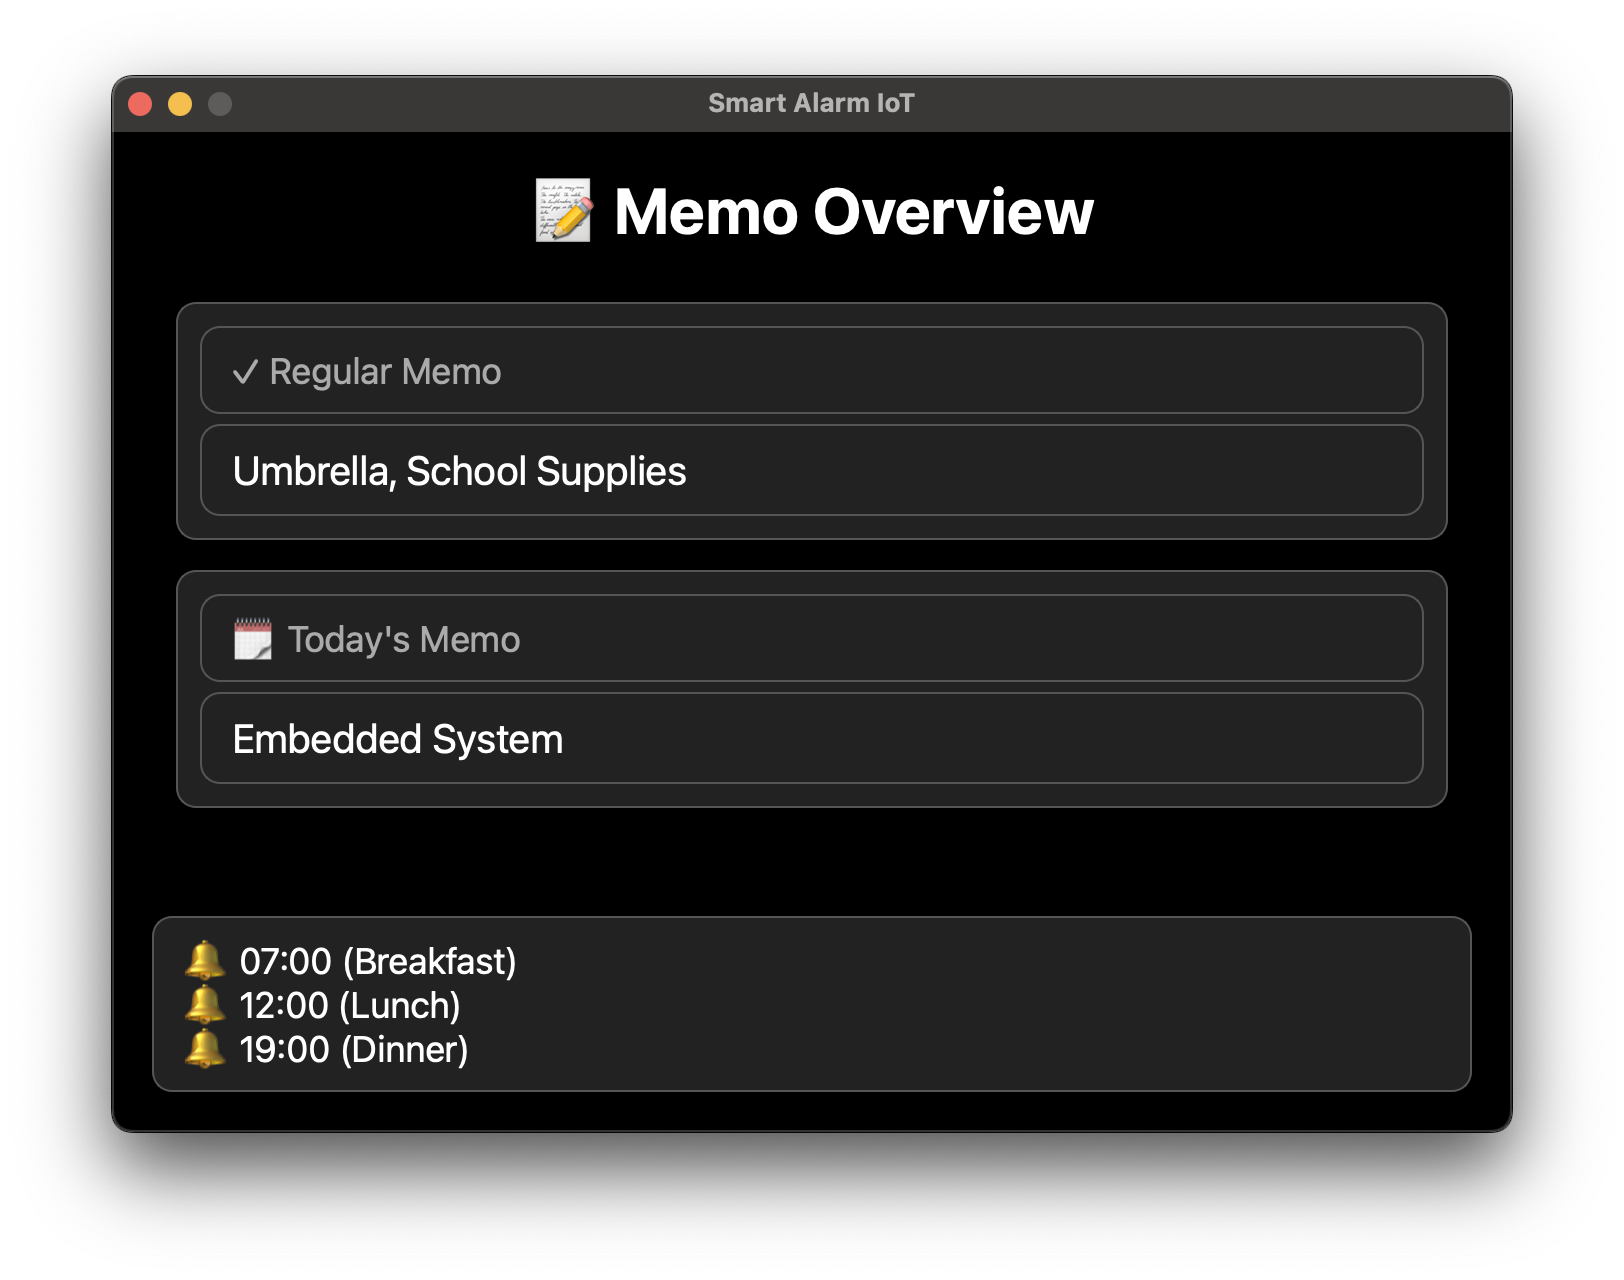 Smart Alarm IoT
📝 Memo Overview
✓ Regular Memo
Umbrella, School Supplies
🗓 Today's Memo
Embedded System
🔔 07:00 (Breakfast)
🔔 12:00 (Lunch)
🔔 19:00 (Dinner)